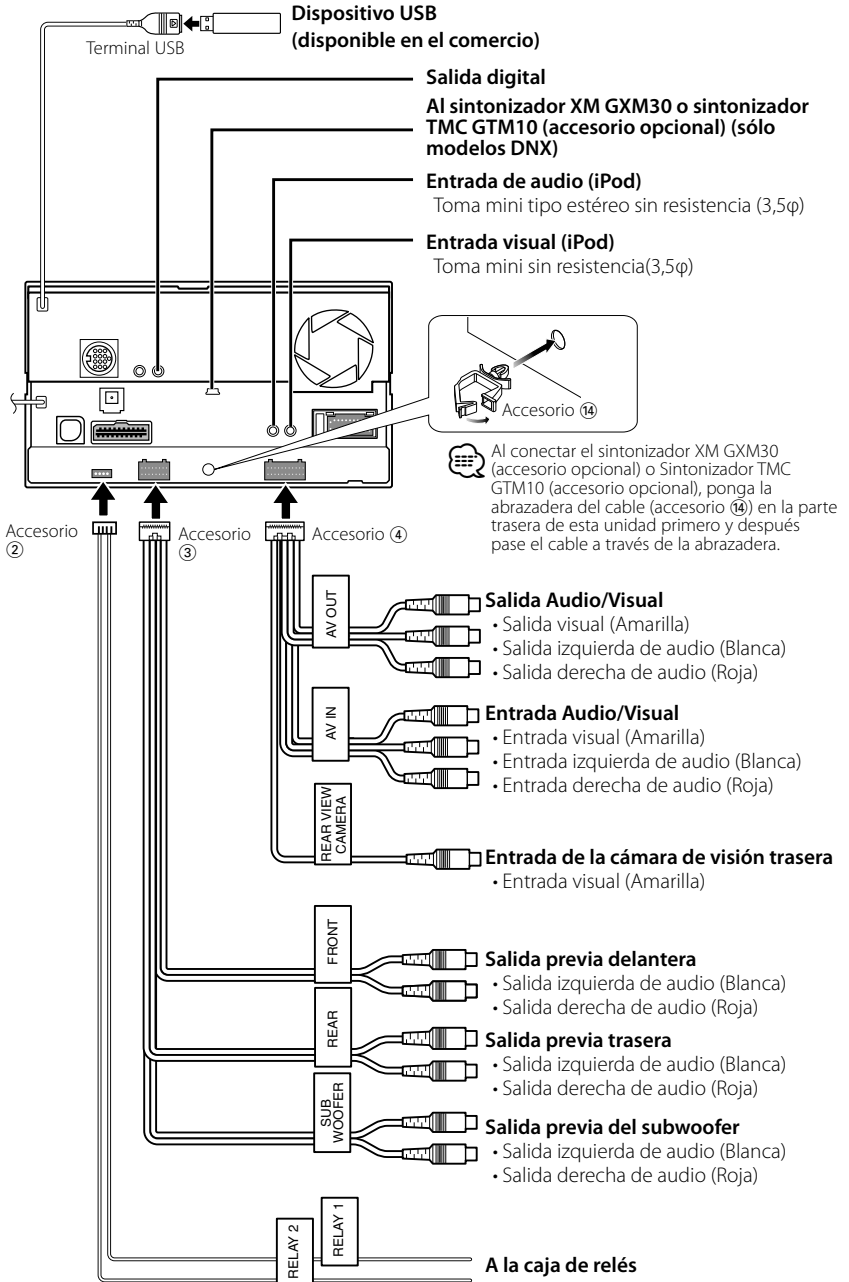 Dispositivo USB
(disponible en el comercio)
Terminal USB
Salida digital
Al sintonizador XM GXM30 o sintonizador
TMC GTM10 (accesorio opcional) (sólo
modelos DNX)
Entrada de audio (iPod)
Toma mini tipo estéreo sin resistencia (3,5φ)
Entrada visual (iPod)
Toma mini sin resistencia(3,5φ)
Accesorio ⑭
Al conectar el sintonizador XM GXM30
(accesorio opcional) o Sintonizador TMC
GTM10 (accesorio opcional), ponga la
abrazadera del cable (accesorio ⑭) en la parte
trasera de esta unidad primero y después
pase el cable a través de la abrazadera.
Accesorio
②
Accesorio
③
Accesorio ④
AV OUT
Salida Audio/Visual
• Salida visual (Amarilla)
• Salida izquierda de audio (Blanca)
• Salida derecha de audio (Roja)
AV IN
Entrada Audio/Visual
• Entrada visual (Amarilla)
• Entrada izquierda de audio (Blanca)
• Entrada derecha de audio (Roja)
REAR VIEW
CAMERA
Entrada de la cámara de visión trasera
• Entrada visual (Amarilla)
FRONT
Salida previa delantera
• Salida izquierda de audio (Blanca)
• Salida derecha de audio (Roja)
REAR
Salida previa trasera
• Salida izquierda de audio (Blanca)
• Salida derecha de audio (Roja)
SUB
WOOFER
Salida previa del subwoofer
• Salida izquierda de audio (Blanca)
• Salida derecha de audio (Roja)
RELAY 2
RELAY 1
A la caja de relés